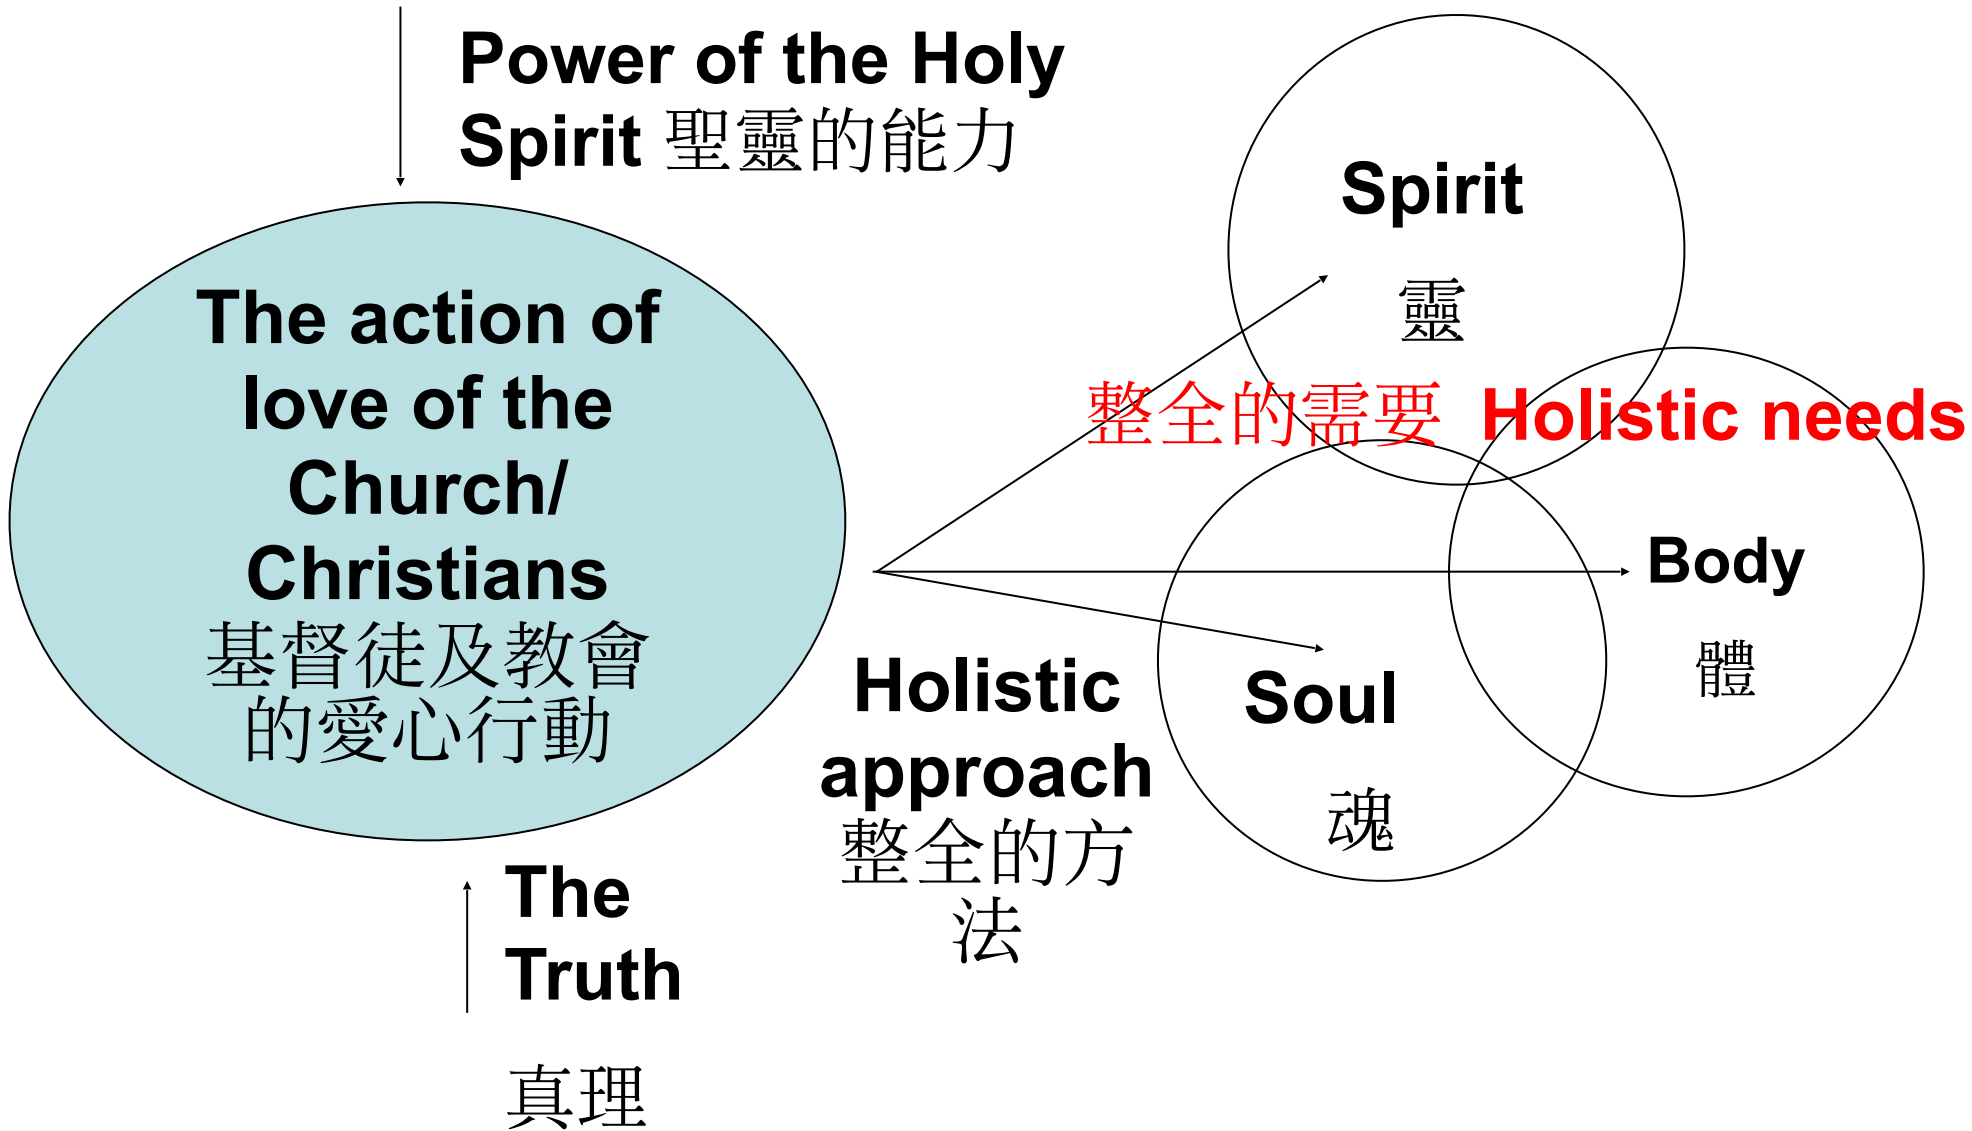 Power of the Holy
Spirit 聖靈的能力
The action of
love of the
Church/
Christians
基督徒及教會
的愛心行動
The
Truth
真理
Holistic
approach
整全的方
法
Spirit
靈
整全的需要 Holistic needs
Body
體
Soul
魂